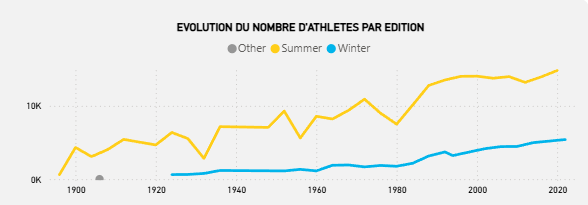 EVOLUTION DU NOMBRE D'ATHLETES PAR EDITION
Other Summer Winter
10K
0K
1900 1920 1940 1960 1980 2000 2020